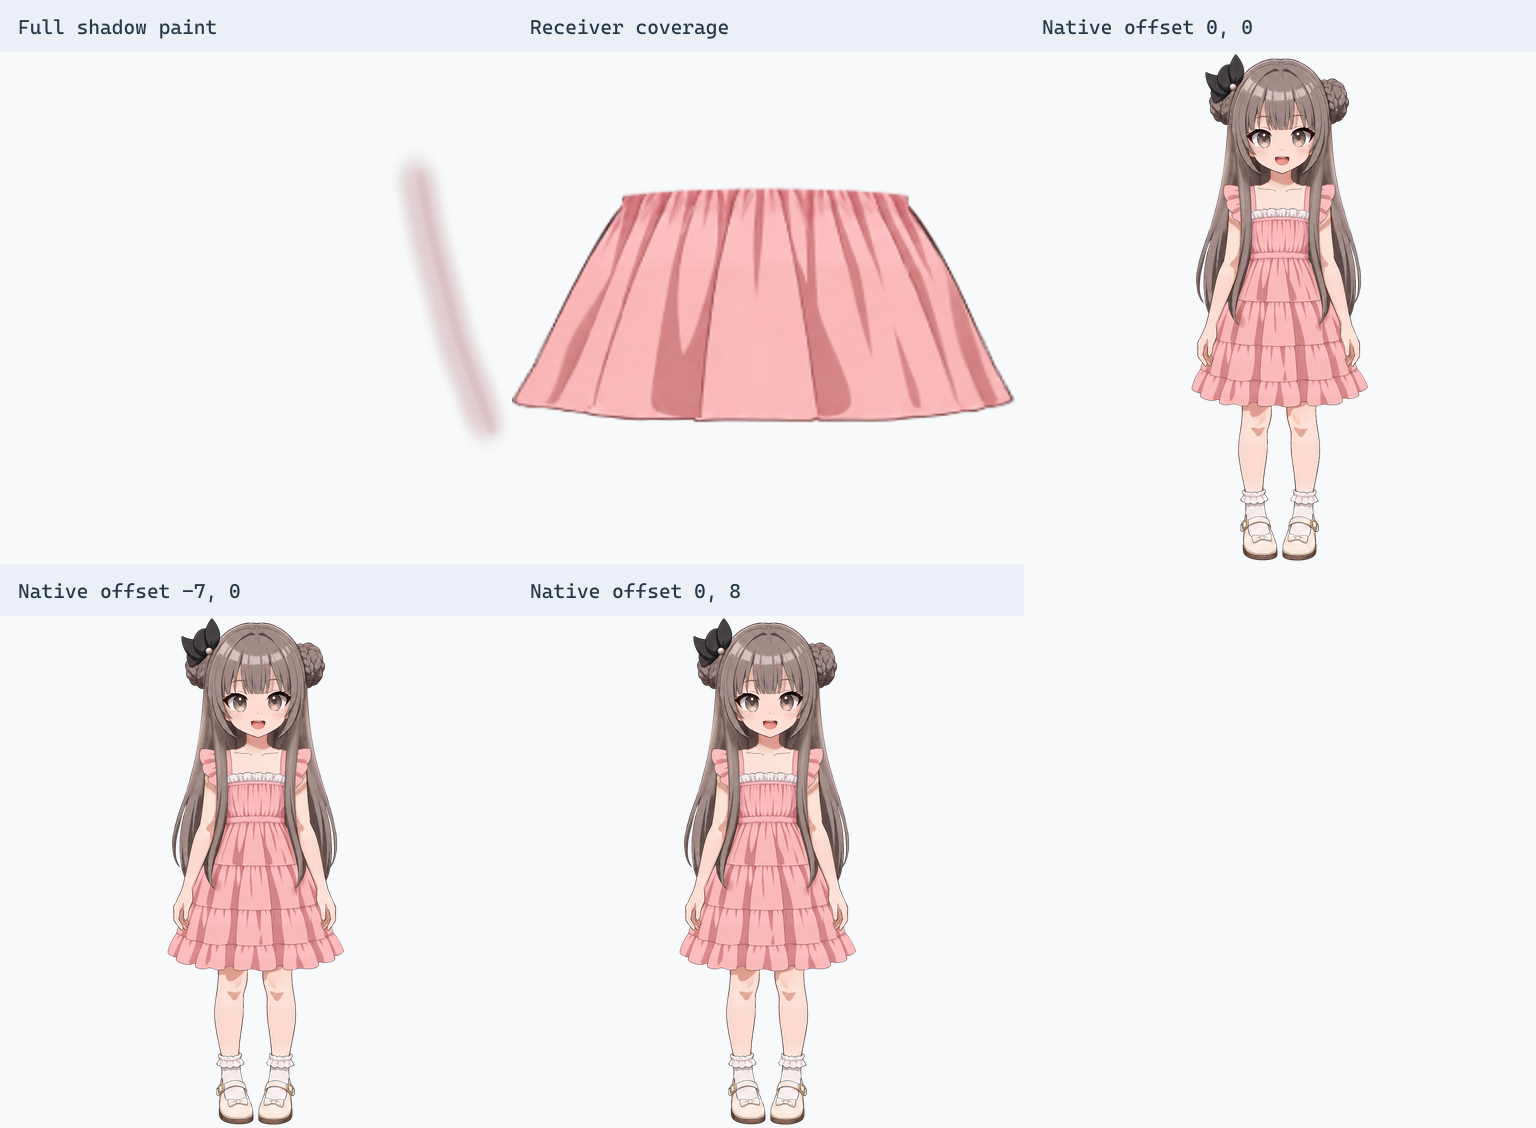 Full shadow paint
Receiver coverage
Native offset 0, 0
Native offset −7, 0
Native offset 0, 8